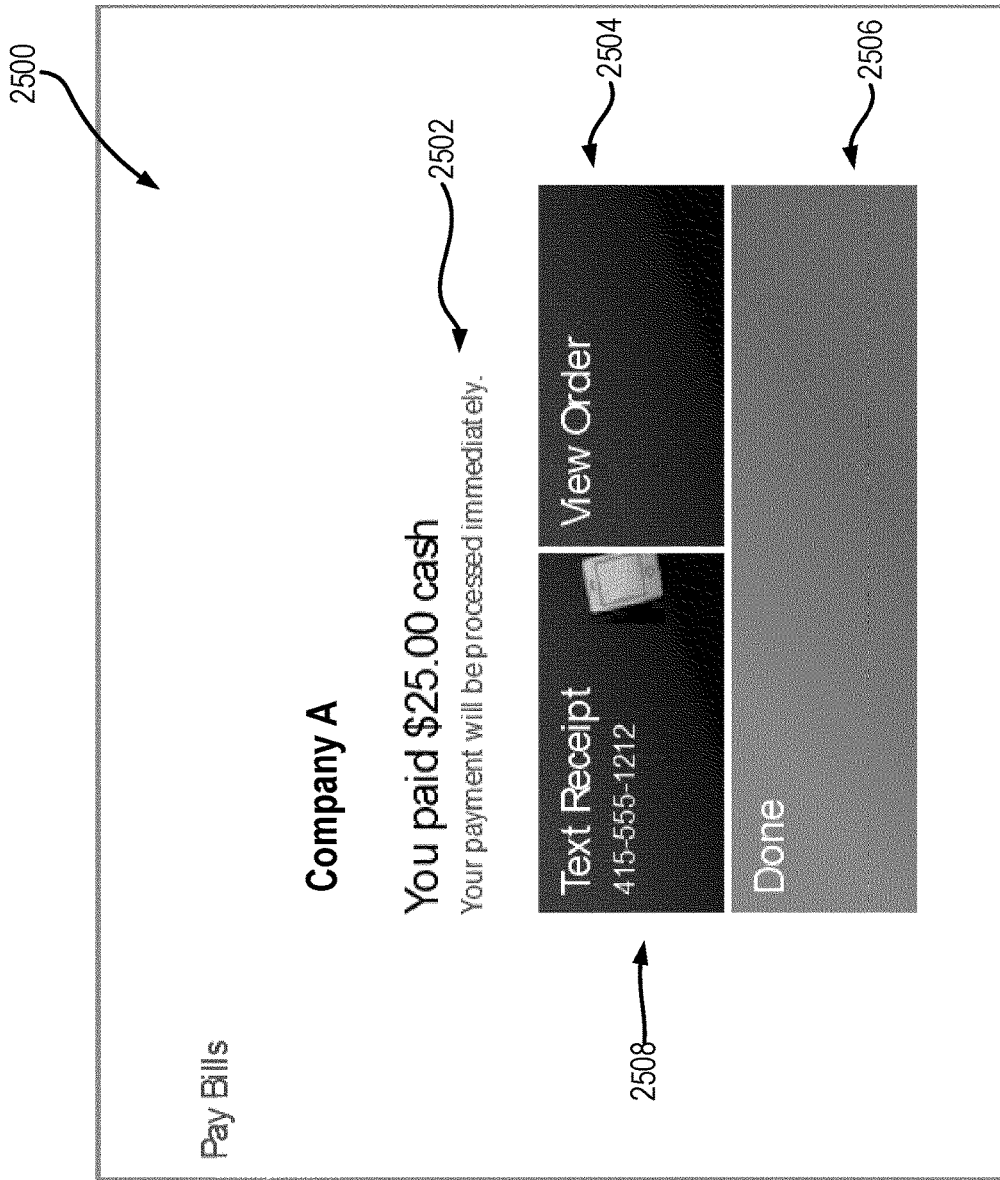 2500
Pay Bills
Company A
You paid $25.00 cash
Your payment will be processed immediately.
2502
Text Receipt
415-555-1212
View Order
2504
2508
Done
2506